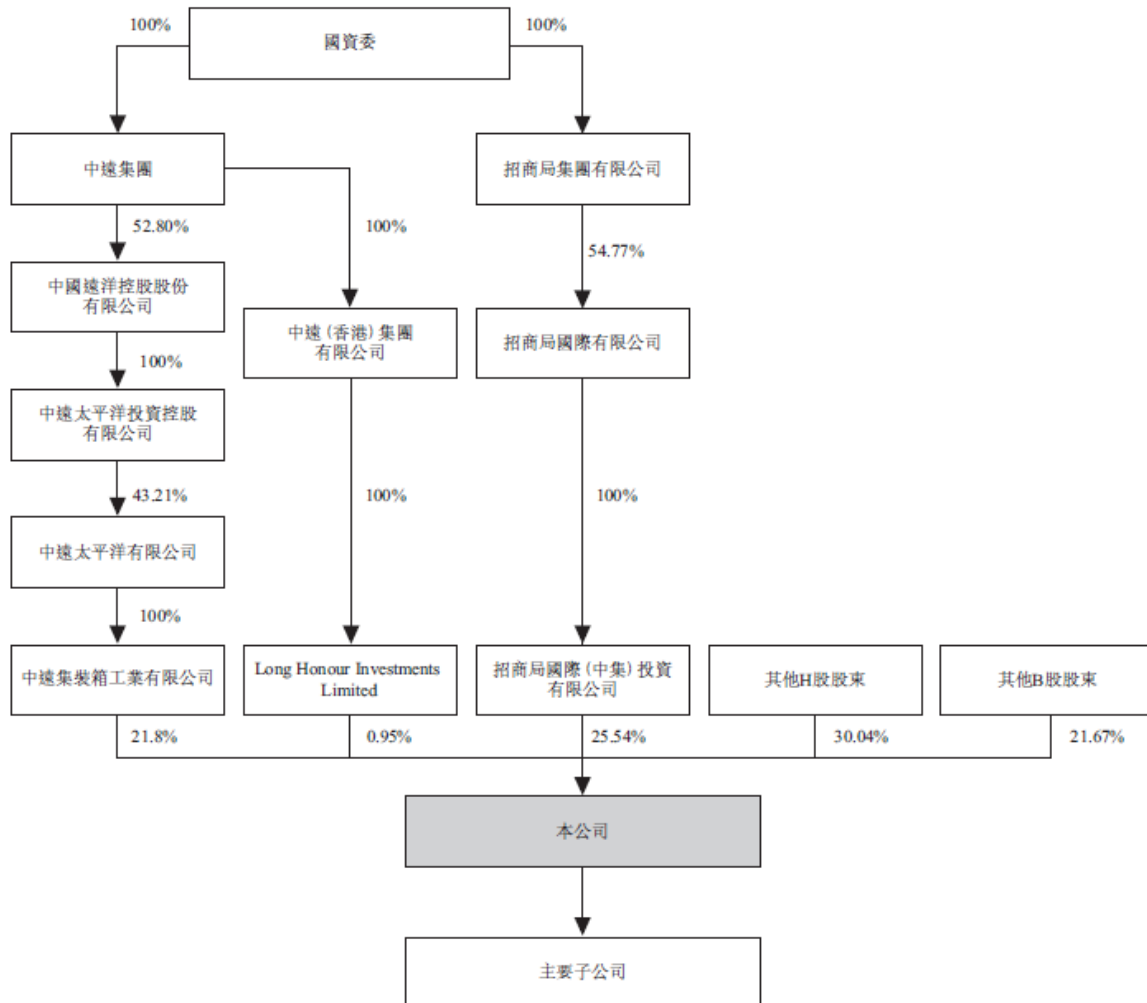 100%
國資委
100%
中遠集團
招商局集團有限公司
52.80%
100%
54.77%
中國遠洋控股股份
有限公司
中遠(香港)集團
有限公司
招商局國際有限公司
100%
中遠太平洋投資控股
有限公司
43.21%
100%
100%
中遠太平洋有限公司
100%
中遠集裝箱工業有限公司
Long Honour Investments
Limited
招商局國際(中集)投資
有限公司
其他H股股東
其他B股股東
21.8%
0.95%
25.54%
30.04%
21.67%
本公司
主要子公司